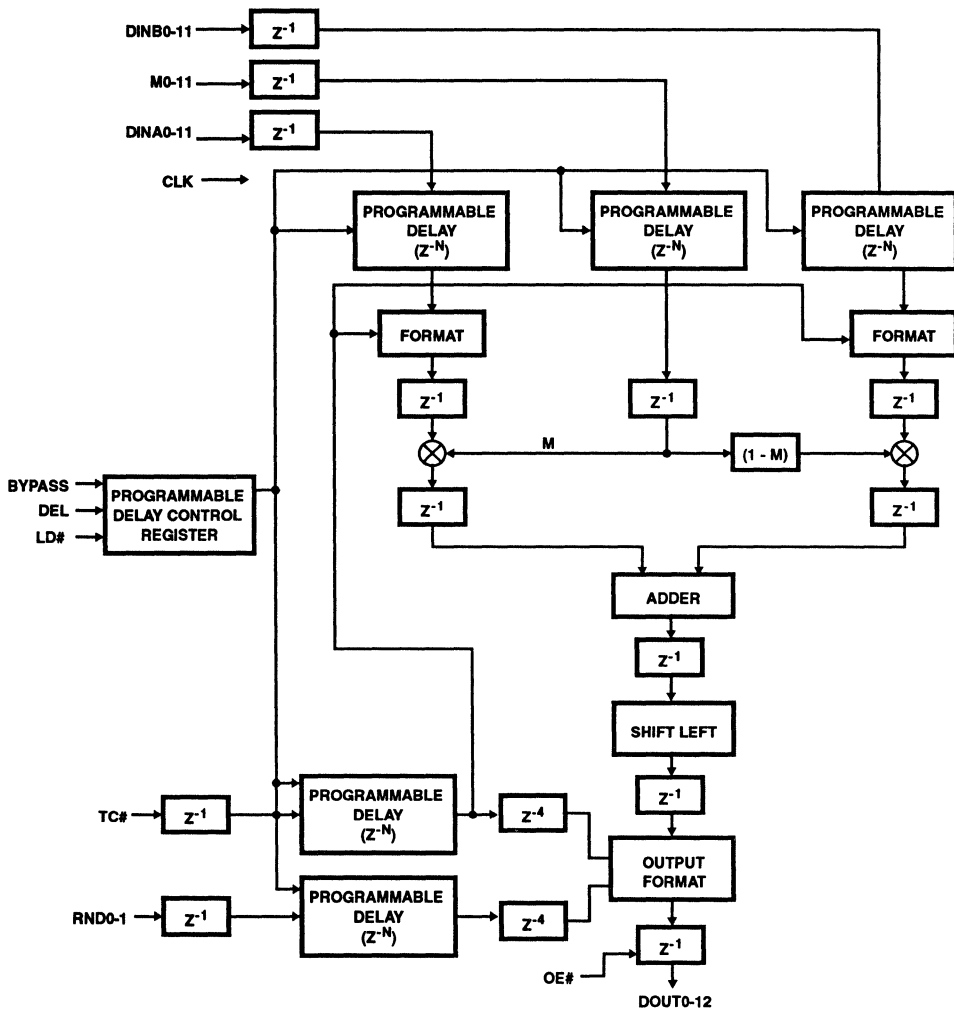 DINB0-11
Z-1
M0-11
Z-1
DINA0-11
Z-1
CLK
PROGRAMMABLE
DELAY
(Z-N)
PROGRAMMABLE
DELAY
(Z-N)
PROGRAMMABLE
DELAY
(Z-N)
FORMAT
FORMAT
Z-1
Z-1
Z-1
M
(1 - M)
BYPASS
DEL
LD#
PROGRAMMABLE
DELAY CONTROL
REGISTER
Z-1
Z-1
ADDER
Z-1
SHIFT LEFT
Z-1
TC#
Z-1
PROGRAMMABLE
DELAY
(Z-N)
Z-4
OUTPUT
FORMAT
RND0-1
Z-1
PROGRAMMABLE
DELAY
(Z-N)
Z-4
OE#
Z-1
DOUT0-12